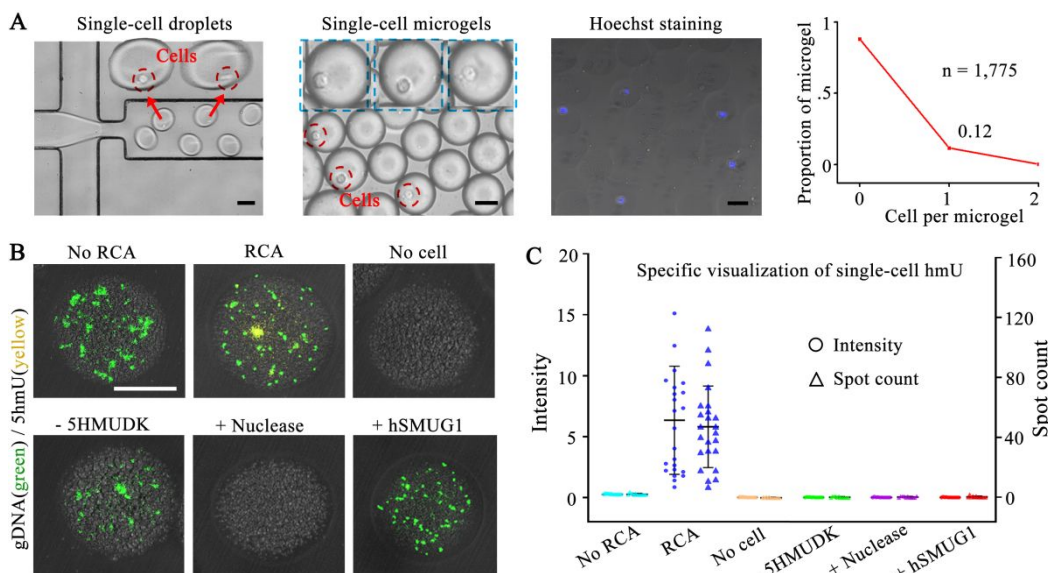 A
Single-cell droplets
Cells
Single-cell microgels
Cells
Hoechst staining
Proportion of microgel
1
.5
0
n = 1,775
0.12
0
1
2
Cell per microgel
B
gDNA(green) / 5hmU(yellow)
No RCA
RCA
No cell
- 5HMUDK
+ Nuclease
+ hSMUG1
C
Specific visualization of single-cell hmU
Intensity
20
15
10
5
0
Intensity
Spot count
160
120
80
40
0
Spot count
No RCA
RCA
No cell
5HMUDK
+ Nuclease
+ hSMUG1